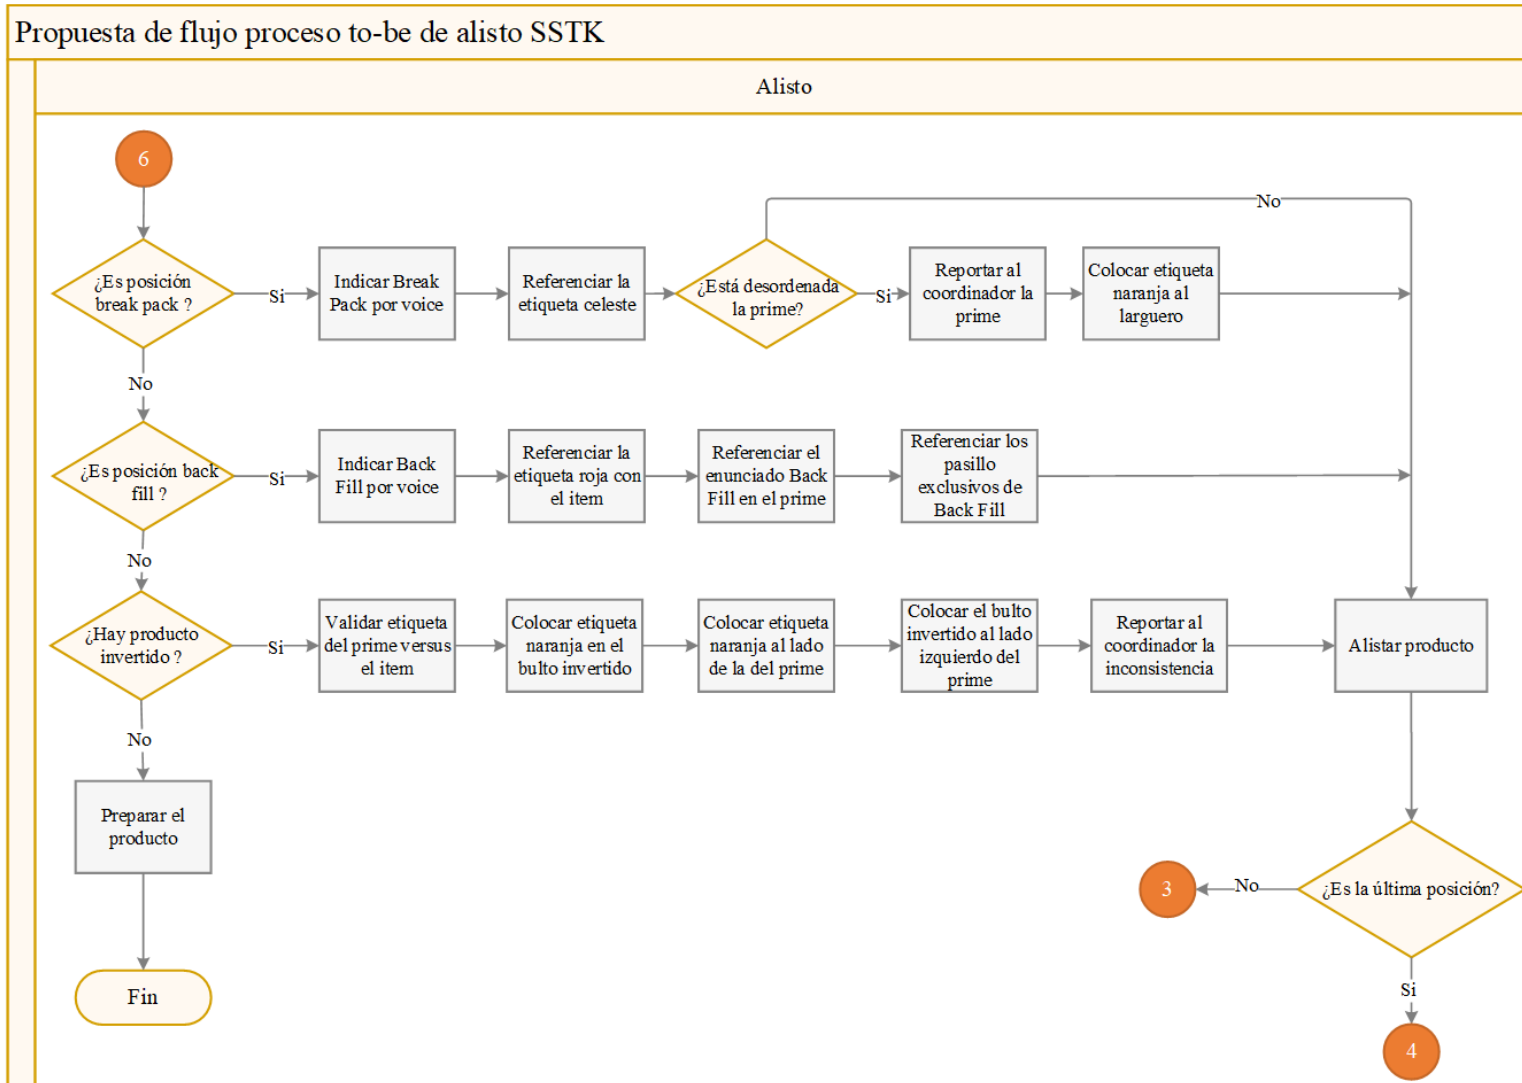 Propuesta de flujo proceso to-be de alisto SSTK
Alisto
6
¿Es posición
break pack ?
Si
Indicar Break
Pack por voice
Referenciar la
etiqueta celeste
¿Está desordenada
la prime?
No
Si
Reportar al
coordinador la
prime
Colocar etiqueta
naranja al
larguero
No
¿Es posición back
fill ?
Si
Indicar Back
Fill por voice
Referenciar la
etiqueta roja con
el item
Referenciar el
enunciado Back
Fill en el prime
Referenciar los
pasillo
exclusivos de
Back Fill
No
¿Hay producto
invertido ?
Si
Validar etiqueta
del prime versus
el item
Colocar etiqueta
naranja en el
bulto invertido
Colocar etiqueta
naranja al lado
de la del prime
Colocar el bulto
invertido al lado
izquierdo del
prime
Reportar al
coordinador la
inconsistencia
Alistar producto
No
Preparar el
producto
Fin
¿Es la última posición?
No
3
Si
4